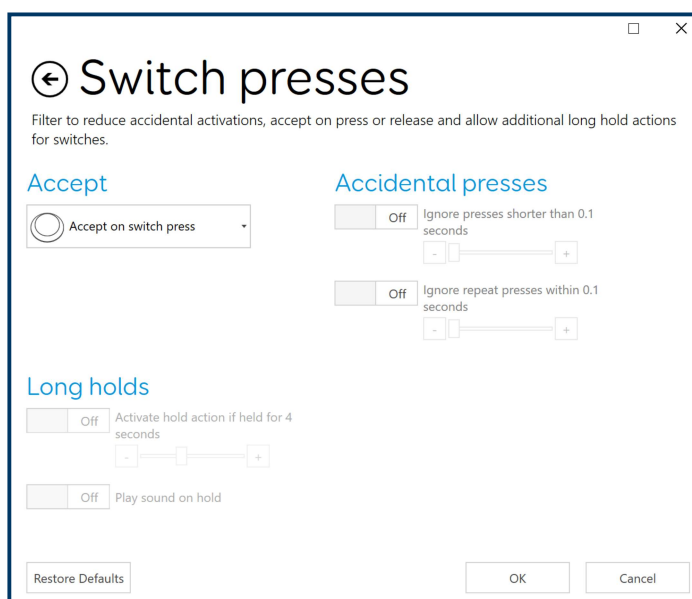 Switch presses
Filter to reduce accidental activations, accept on press or release and allow additional long hold actions
for switches.
Accept
Accept on switch press
Accidental presses
Off
Ignore presses shorter than 0.1
seconds
- +
Off
Ignore repeat presses within 0.1
seconds
- +
Long holds
Off
Activate hold action if held for 4
seconds
- +
Off
Play sound on hold
Restore Defaults
OK
Cancel